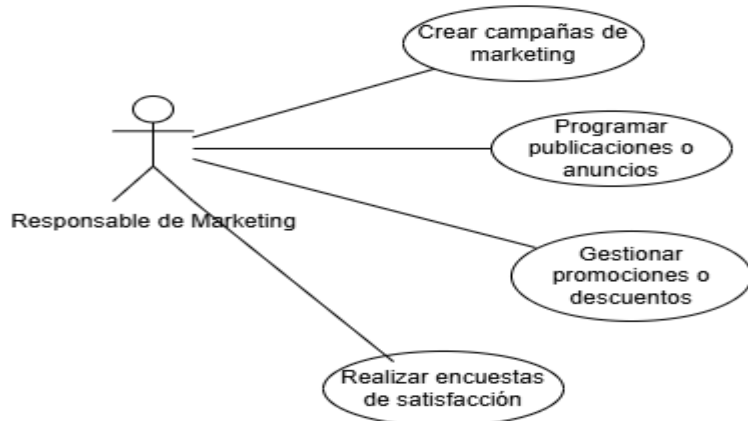 Crear campañas de
marketing
Programar
publicaciones o
anuncios
Responsable de Marketing
Gestionar
promociones o
descuentos
Realizar encuestas
de satisfacción